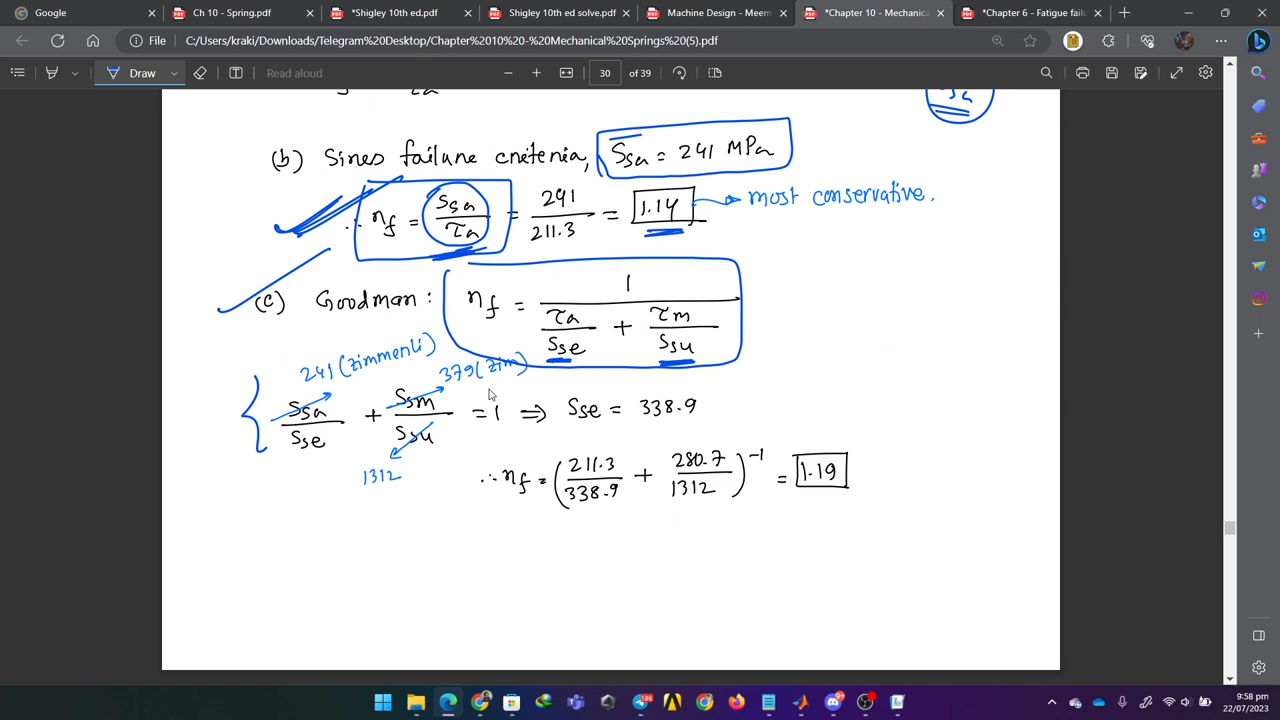 Google
Ch 10 - Spring.pdf
*Shigley 10th ed.pdf
Shigley 10th ed solve.pdf
Machine Design - Meem
*Chapter 10 - Mechanica
*Chapter 6 - Fatigue failu
File C:/Users/kraki/Downloads/Telegram%20Desktop/Chapter%2010%20-%20Mechanical%20Springs%20(5).pdf
Draw Read aloud 30 of 39
(b) Sines failure criteria, Ssa = 241 MPa
∴ nf = Ssa/τa = 241/211.3 = 1.14 → most conservative.
(c) Goodman: nf = 1/(τa/Sse + τm/Ssu)
241 (Zimmerli) 379 (Zim)
Ssa/Sse + Ssm/Ssu = 1 ⇒ Sse = 338.9
1312
∴ nf = (211.3/338.9 + 280.7/1312)^-1 = 1.19
9:58 pm
22/07/2023